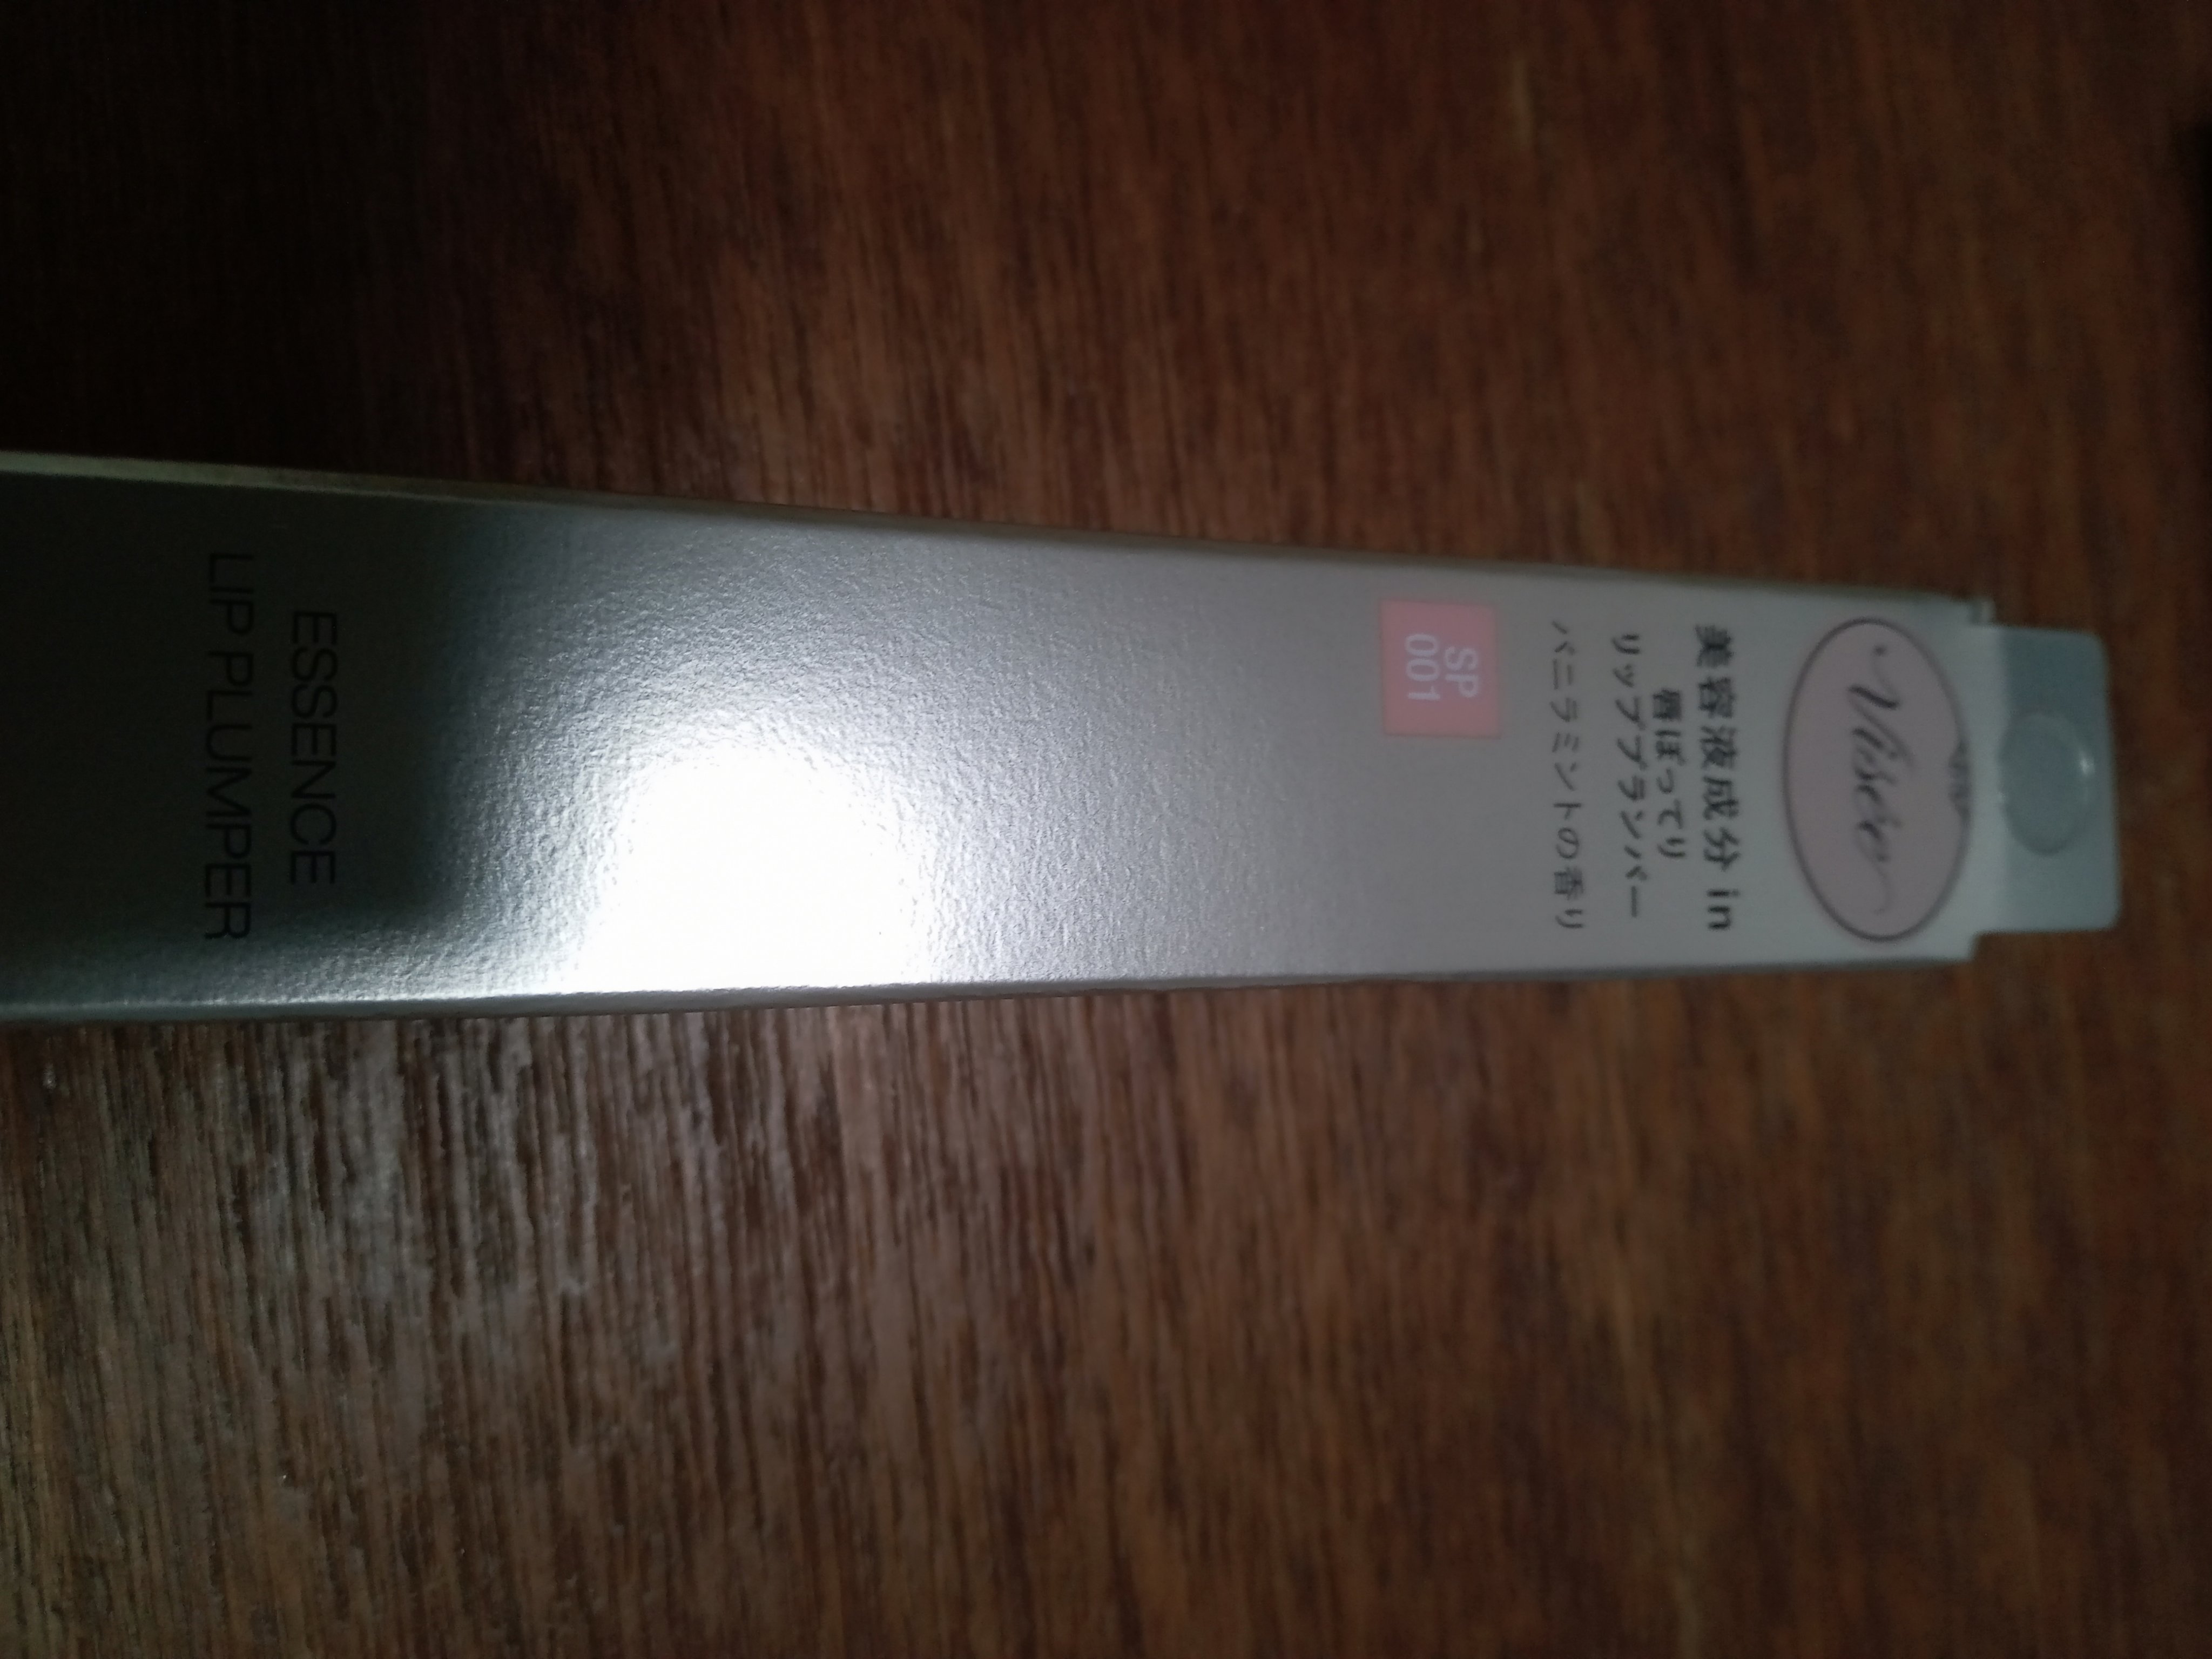 Visée
美容液成分 in
唇ぽってり
リッププランパー
バニラミントの香り
SP
001
ESSENCE
LIP PLUMPER